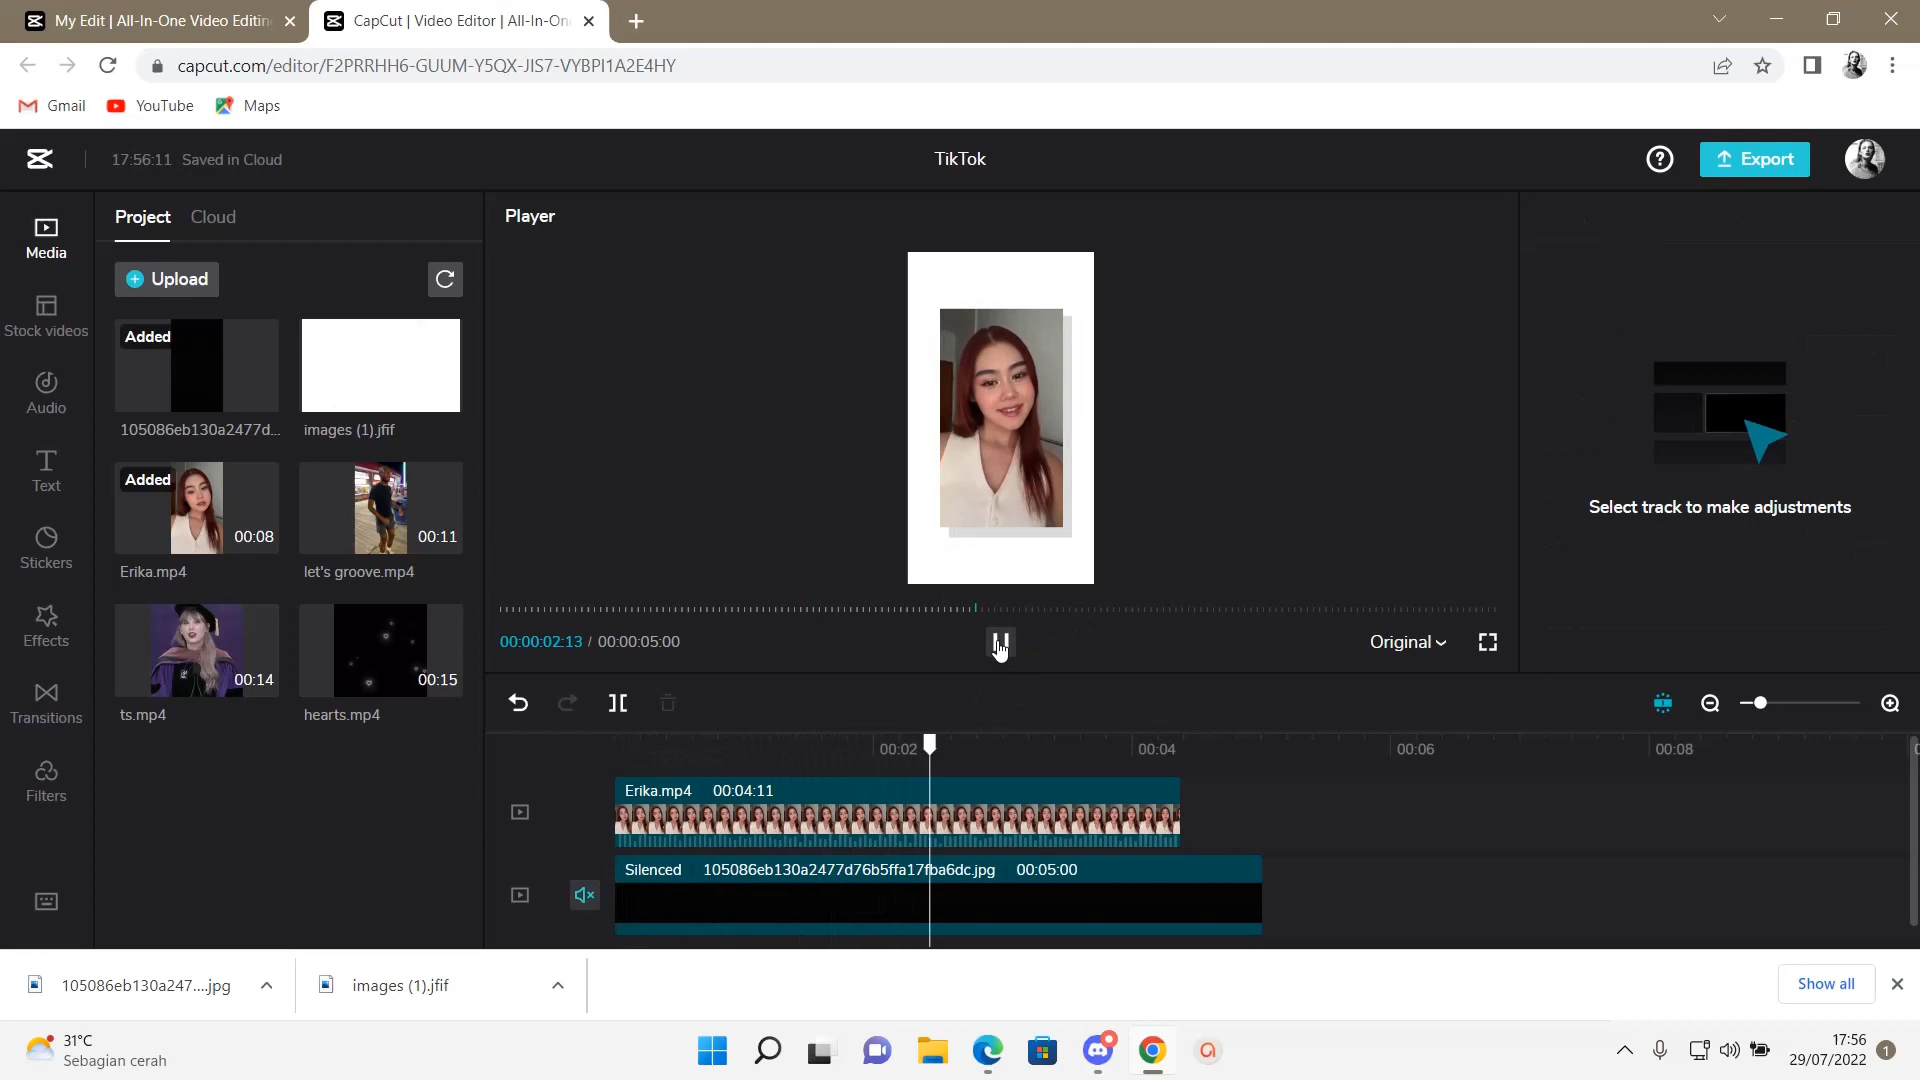 My Edit | All-In-One Video Editin
CapCut | Video Editor | All-In-On
capcut.com/editor/F2PRRHH6-GUUM-Y5QX-JIS7-VYBPI1A2E4HY
Gmail
YouTube
Maps
17:56:11 Saved in Cloud
TikTok
Export
Media
Stock videos
Audio
Text
Stickers
Effects
Transitions
Filters
Project
Cloud
Upload
Added
105086eb130a2477d...
images (1).jfif
Added
00:08
00:11
Erika.mp4
let's groove.mp4
00:14
00:15
ts.mp4
hearts.mp4
Player
00:00:02:13 / 00:00:05:00
Original
Select track to make adjustments
00:02
00:04
00:06
00:08
Erika.mp4 00:04:11
Silenced 105086eb130a2477d76b5ffa17fba6dc.jpg 00:05:00
105086eb130a247....jpg
images (1).jfif
Show all
31°C
Sebagian cerah
17:56
29/07/2022
1